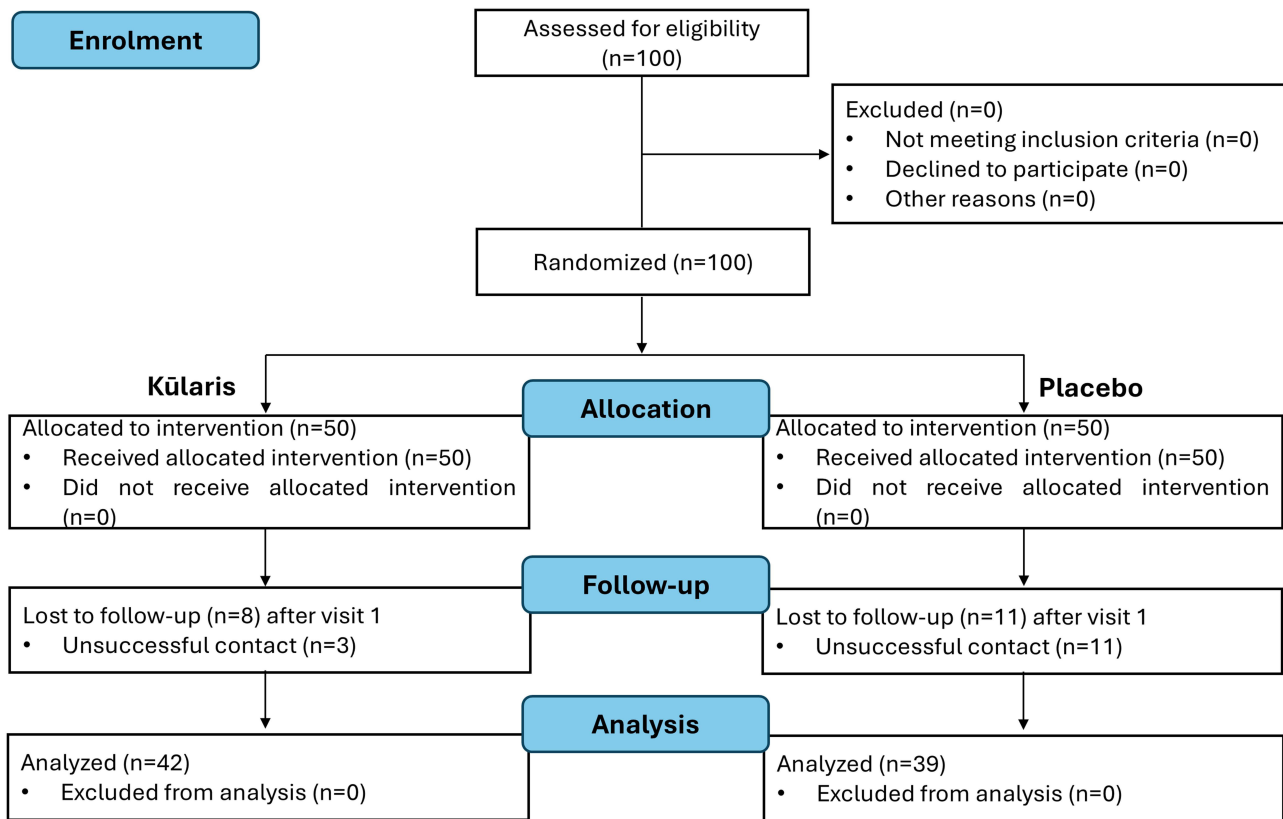 Enrolment
Assessed for eligibility
(n=100)
Excluded (n=0)
• Not meeting inclusion criteria (n=0)
• Declined to participate (n=0)
• Other reasons (n=0)
Randomized (n=100)
Kūlaris
Placebo
Allocation
Allocated to intervention (n=50)
• Received allocated intervention (n=50)
• Did not receive allocated intervention
(n=0)
Allocated to intervention (n=50)
• Received allocated intervention (n=50)
• Did not receive allocated intervention
(n=0)
Follow-up
Lost to follow-up (n=8) after visit 1
• Unsuccessful contact (n=3)
Lost to follow-up (n=11) after visit 1
• Unsuccessful contact (n=11)
Analysis
Analyzed (n=42)
• Excluded from analysis (n=0)
Analyzed (n=39)
• Excluded from analysis (n=0)